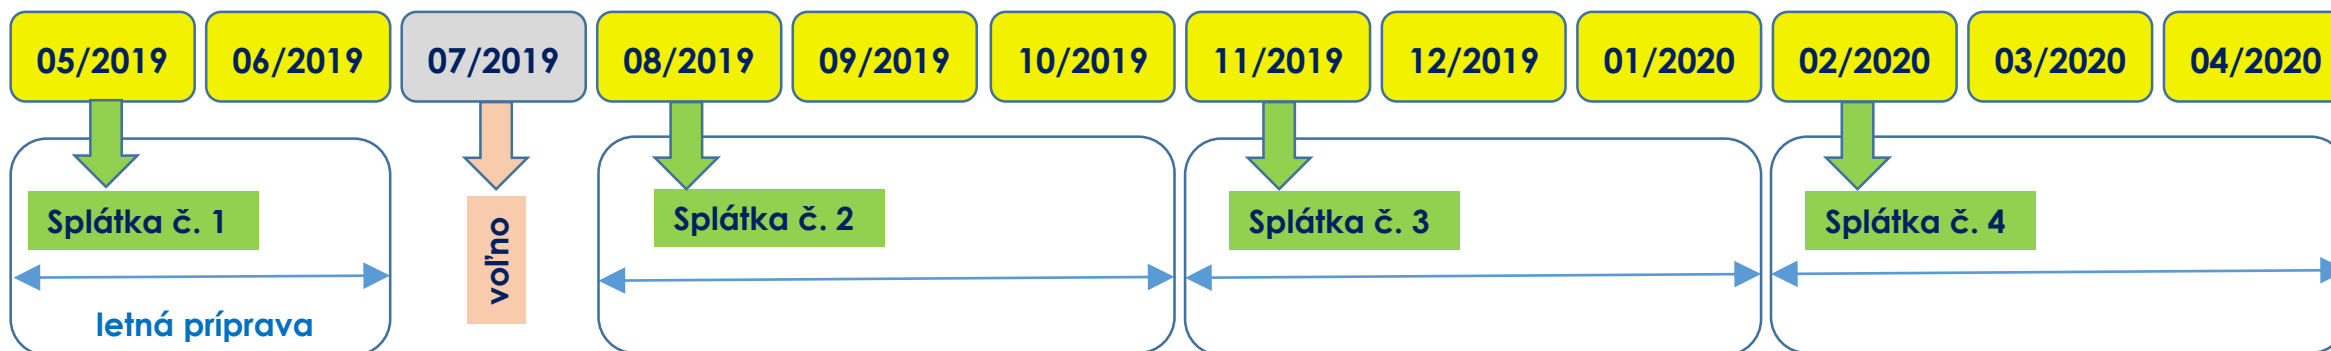 05/2019 06/2019 07/2019 08/2019 09/2019 10/2019 11/2019 12/2019 01/2020 02/2020 03/2020 04/2020
Splátka č. 1
voľno
Splátka č. 2
Splátka č. 3
Splátka č. 4
letná príprava